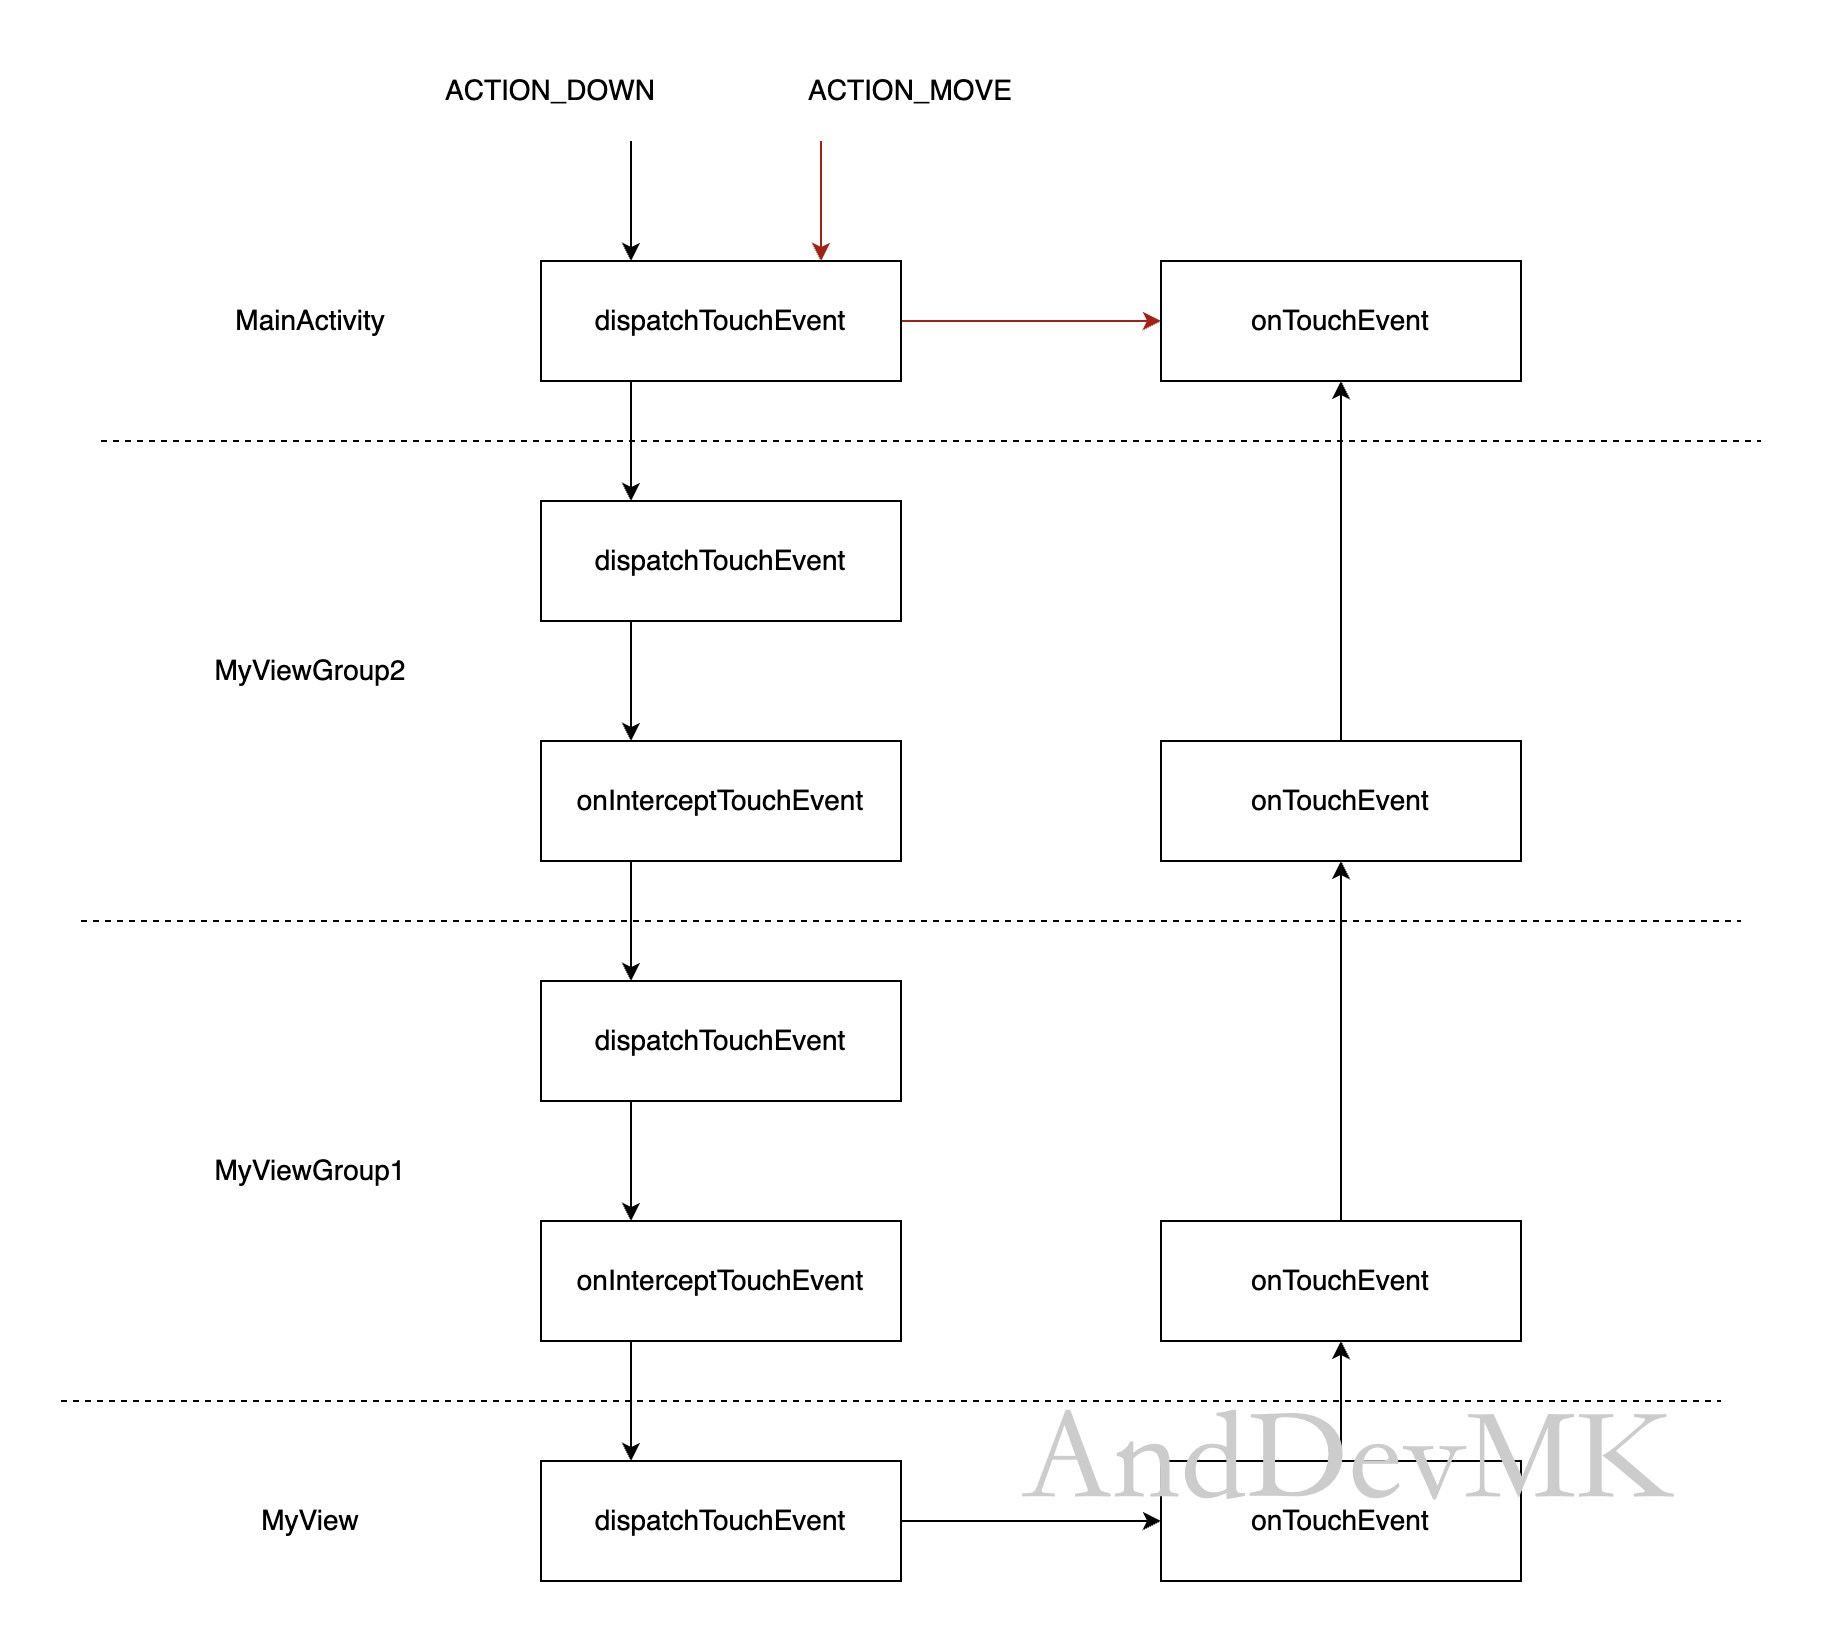 ACTION_DOWN ACTION_MOVE
MainActivity dispatchTouchEvent onTouchEvent
dispatchTouchEvent
MyViewGroup2
onInterceptTouchEvent onTouchEvent
dispatchTouchEvent
MyViewGroup1
onInterceptTouchEvent onTouchEvent
AndDevMK
MyView dispatchTouchEvent onTouchEvent